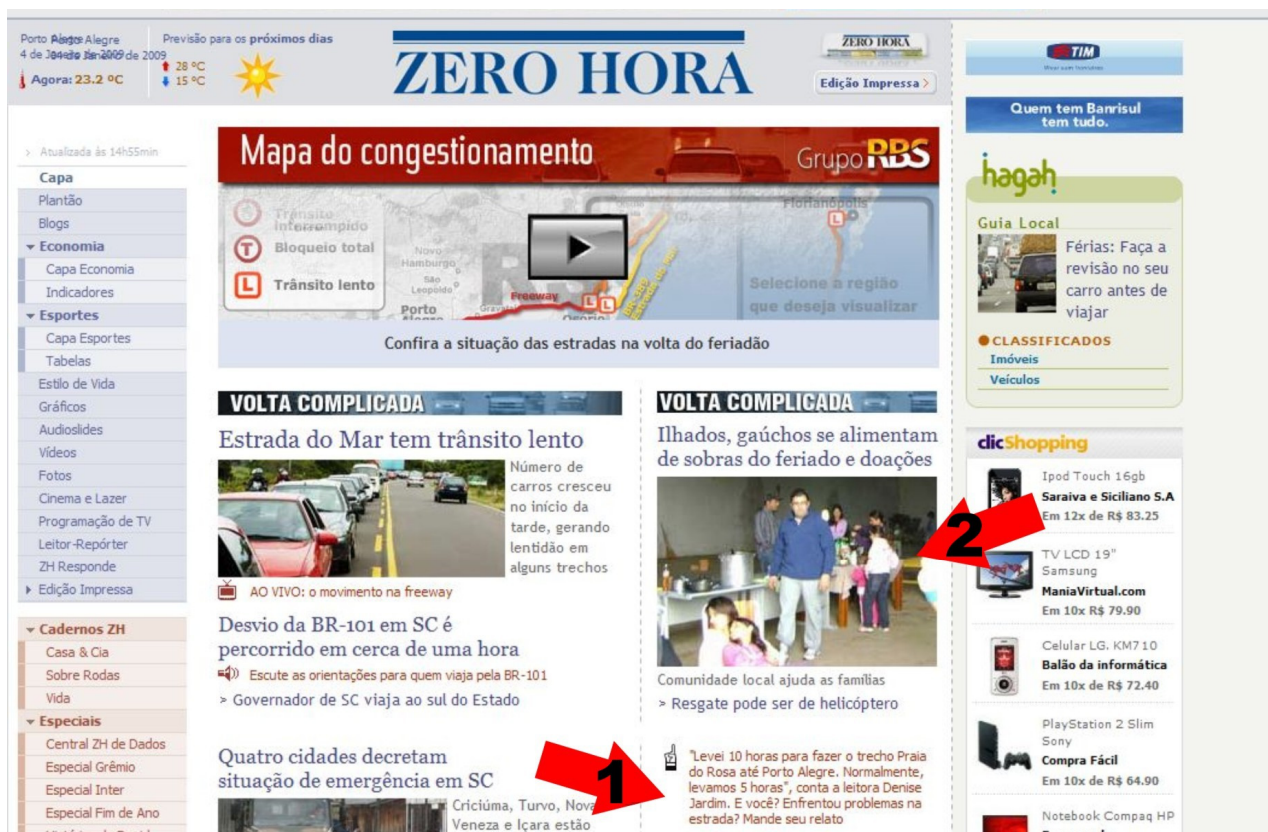 Porto Alegre
4 de Janeiro de 2009
Agora: 23.2 ºC
Previsão para os próximos dias
28 ºC
15 ºC
ZERO HORA
ZERO HORA
Edição Impressa >
TIM
Quem tem Banrisul
tem tudo.
> Atualizada às 14h55min
Capa
Plantão
Blogs
Economia
Capa Economia
Indicadores
Esportes
Capa Esportes
Tabelas
Estilo de Vida
Gráficos
Audioslides
Vídeos
Fotos
Cinema e Lazer
Programação de TV
Leitor-Repórter
ZH Responde
Edição Impressa
Cadernos ZH
Casa & Cia
Sobre Rodas
Vida
Especiais
Central ZH de Dados
Especial Grêmio
Especial Inter
Especial Fim de Ano
Mapa do congestionamento
Grupo RBS
Trânsito
T Bloqueio total
L Trânsito lento
Novo
Hamburgo
São
Leopoldo
Porto
Freeway
L L
Florianópolis
L
Selecione a região
que deseja visualizar
Confira a situação das estradas na volta do feriadão
VOLTA COMPLICADA
Estrada do Mar tem trânsito lento
Número de
carros cresceu
no início da
tarde, gerando
lentidão em
alguns trechos
AO VIVO: o movimento na freeway
Desvio da BR-101 em SC é
percorrido em cerca de uma hora
Escute as orientações para quem viaja pela BR-101
> Governador de SC viaja ao sul do Estado
Quatro cidades decretam
situação de emergência em SC
Criciúma, Turvo, Nova
Veneza e Içara estão
1
VOLTA COMPLICADA
Ilhados, gaúchos se alimentam
de sobras do feriado e doações
2
Comunidade local ajuda as famílias
> Resgate pode ser de helicóptero
"Levei 10 horas para fazer o trecho Praia
do Rosa até Porto Alegre. Normalmente,
levamos 5 horas", conta a leitora Denise
Jardim. E você? Enfrentou problemas na
estrada? Mande seu relato
hagah
Guia Local
Férias: Faça a
revisão no seu
carro antes de
viajar
CLASSIFICADOS
Imóveis
Veículos
clicShopping
Ipod Touch 16gb
Saraiva e Siciliano S.A
Em 12x de R$ 83.25
TV LCD 19"
Samsung
ManiaVirtual.com
Em 10x R$ 79.90
Celular LG. KM710
Balão da informática
Em 10x de R$ 72.40
PlayStation 2 Slim
Sony
Compra Fácil
Em 10x de R$ 64.90
Notebook Compaq HP